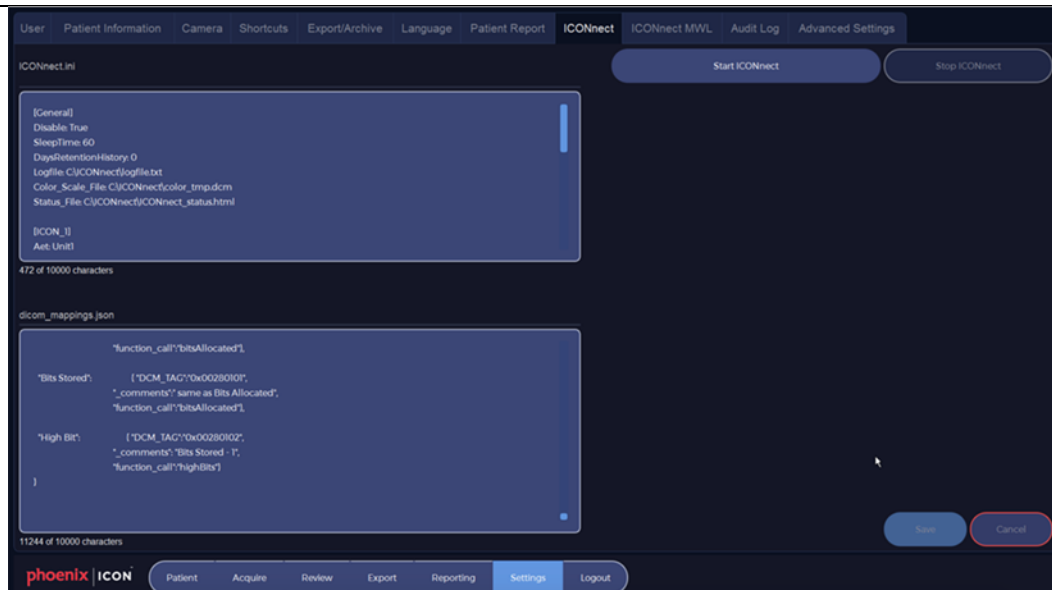 User Patient Information Camera Shortcuts Export/Archive Language Patient Report ICONnect ICONnect MWL Audit Log Advanced Settings
ICONnect.ini
Start ICONnect
Stop ICONnect
[General]
Disable: True
SleepTime: 60
DaysRetentionHistory: 0
Logfile: C:\ICONnect\logfile.txt
Color_Scale_File: C:\ICONnect\color_tmp.dcm
Status_File: C:\ICONnect\ICONnect_status.html
[ICON_1]
Aet: Unit1
472 of 10000 characters
dicom_mappings.json
"function_call":"bitsAllocated"},
"Bits Stored": { "DCM_TAG":"0x00280101",
"_comments":" same as Bits Allocated",
"function_call":"bitsAllocated"},
"High Bit": { "DCM_TAG":"0x00280102",
"_comments": "Bits Stored - 1",
"function_call":"highBits"}
}
11244 of 10000 characters
Save
Cancel
phoenix | ICON
Patient Acquire Review Export Reporting Settings Logout